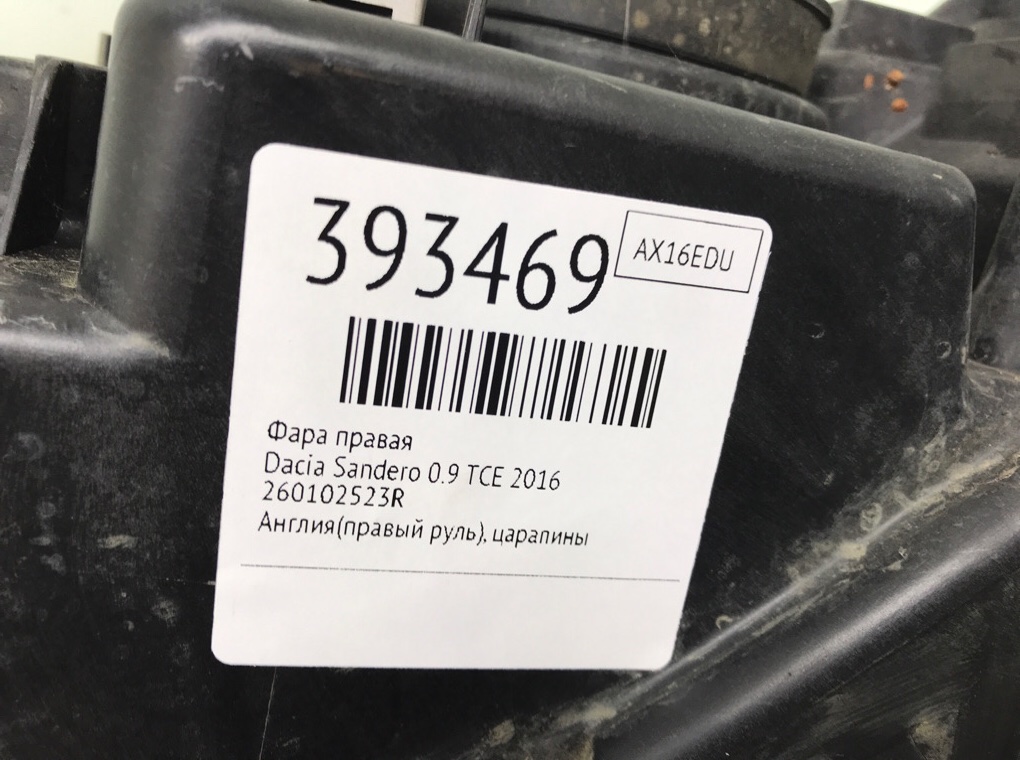 393469
AX16EDU
Фара правая
Dacia Sandero 0.9 TCE 2016
260102523R
Англия(правый руль), царапины